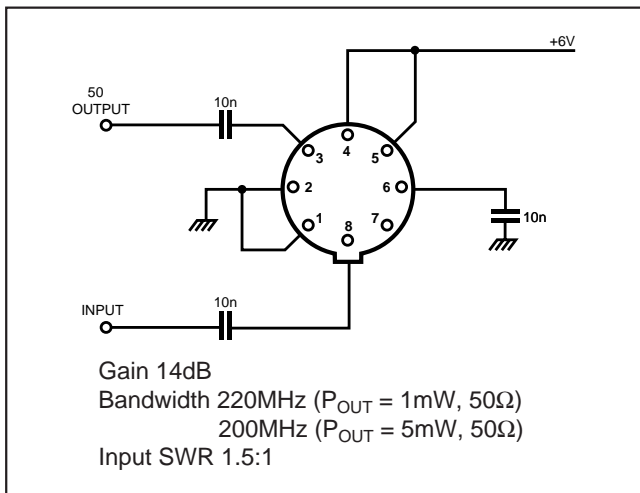 +6V
50
OUTPUT
10n
3
4
5
2
6
1
8
7
10n
INPUT
10n
Gain 14dB
Bandwidth 220MHz (POUT = 1mW, 50Ω)
200MHz (POUT = 5mW, 50Ω)
Input SWR 1.5:1